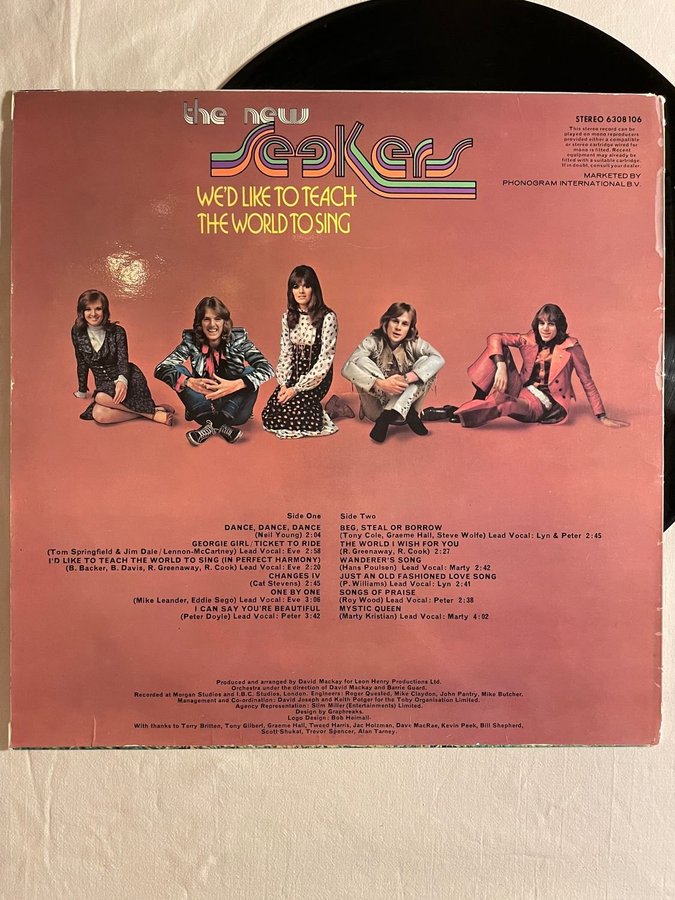 the new
Seekers
WE'D LIKE TO TEACH
THE WORLD TO SING
STEREO 6308 106
This stereo record can be
played on mono reproducers
provided either a compatible
or stereo cartridge wired for
mono is fitted. Recent
equipment may already be
fitted with a suitable cartridge.
If in doubt, consult your dealer.
MARKETED BY
PHONOGRAM INTERNATIONAL B.V.
Side One
DANCE, DANCE, DANCE
(Neil Young) 2:04
GEORGIE GIRL/TICKET TO RIDE
(Tom Springfield & Jim Dale/Lennon-McCartney) Lead Vocal: Eve 2:58
I'D LIKE TO TEACH THE WORLD TO SING (IN PERFECT HARMONY)
(B. Backer, B. Davis, R. Greenaway, R. Cook) Lead Vocal: Eve 2:20
CHANGES IV
(Cat Stevens) 2:45
ONE BY ONE
(Mike Leander, Eddie Sego) Lead Vocal: Eve 3:06
I CAN SAY YOU'RE BEAUTIFUL
(Peter Doyle) Lead Vocal: Peter 3:42
Side Two
BEG, STEAL OR BORROW
(Tony Cole, Graeme Hall, Steve Wolfe) Lead Vocal: Lyn & Peter 2:45
THE WORLD I WISH FOR YOU
(R. Greenaway, R. Cook) 2:27
WANDERER'S SONG
(Hans Poulsen) Lead Vocal: Marty 2:42
JUST AN OLD FASHIONED LOVE SONG
(P. Williams) Lead Vocal: Lyn 2:41
SONGS OF PRAISE
(Roy Wood) Lead Vocal: Peter 2:38
MYSTIC QUEEN
(Marty Kristian) Lead Vocal: Marty 4:02
Produced and arranged by David Mackay for Leon Henry Productions Ltd.
Orchestra under the direction of David Mackay and Barrie Guard.
Recorded at Morgan Studios and I.B.C. Studios, London. Engineers: Roger Quested, Mike Claydon, John Pantry, Mike Butcher.
Management and Co-ordination: David Joseph and Keith Potger for the Toby Organisation Limited.
Agency Representation: Slim Miller (Entertainments) Limited.
Design by Graphreaks.
Logo Design: Bob Heimall.
With thanks to Terry Britten, Tony Gilbert, Graeme Hall, Tweed Harris, Jac Holzman, Dave MacRae, Kevin Peek, Bill Shepherd,
Scott Shukat, Trevor Spencer, Alan Tarney.